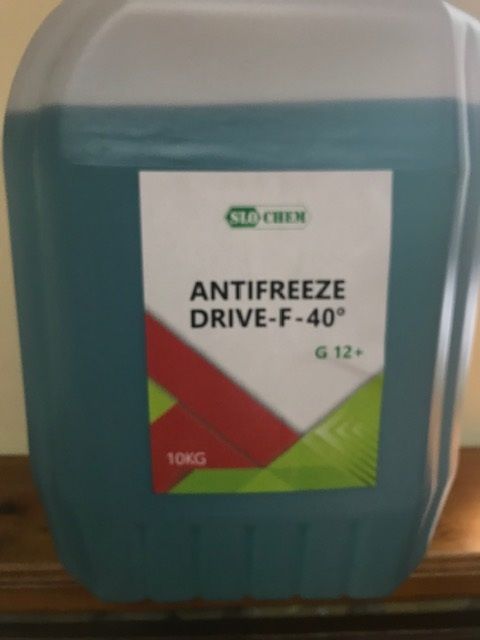 SLO CHEM
ANTIFREEZE
DRIVE-F-40°
G 12+
10KG